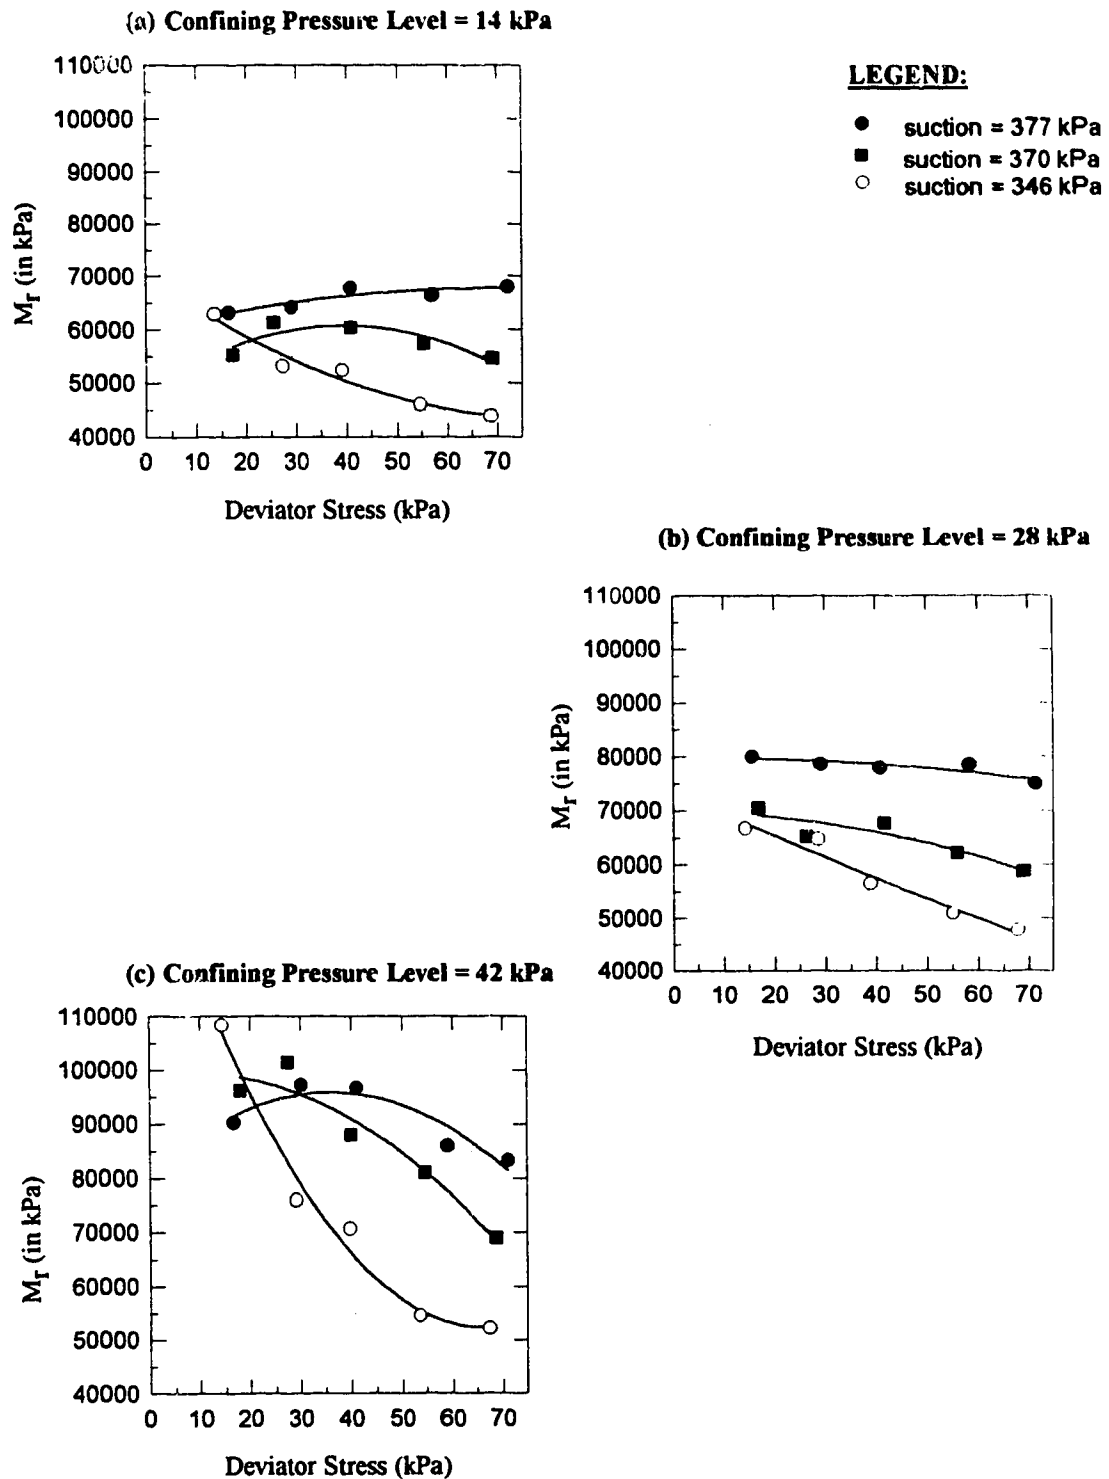 (a) Confining Pressure Level = 14 kPa
110000
100000
90000
80000
70000
60000
50000
40000
Mr (in kPa)
0 10 20 30 40 50 60 70
Deviator Stress (kPa)
LEGEND:
suction = 377 kPa
suction = 370 kPa
suction = 346 kPa
(b) Confining Pressure Level = 28 kPa
110000
100000
90000
80000
70000
60000
50000
40000
Mr (in kPa)
0 10 20 30 40 50 60 70
Deviator Stress (kPa)
(c) Confining Pressure Level = 42 kPa
110000
100000
90000
80000
70000
60000
50000
40000
Mr (in kPa)
0 10 20 30 40 50 60 70
Deviator Stress (kPa)